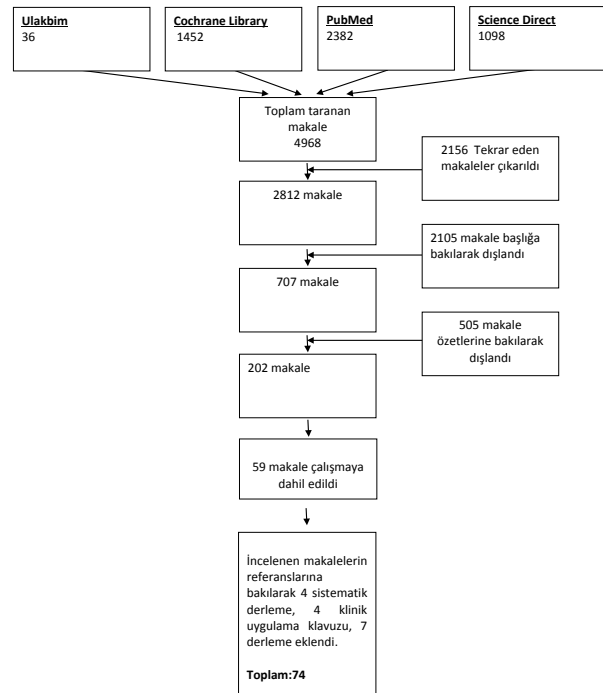 Ulakbim
36
Cochrane Library
1452
PubMed
2382
Science Direct
1098
Toplam taranan
makale
4968
2156 Tekrar eden
makaleler çıkarıldı
2812 makale
2105 makale başlığa
bakılarak dışlandı
707 makale
505 makale
özetlerine bakılarak
dışlandı
202 makale
59 makale çalışmaya
dahil edildi
İncelenen makalelerin
referanslarına
bakılarak 4 sistematik
derleme, 4 klinik
uygulama klavuzu, 7
derleme eklendi.
Toplam:74